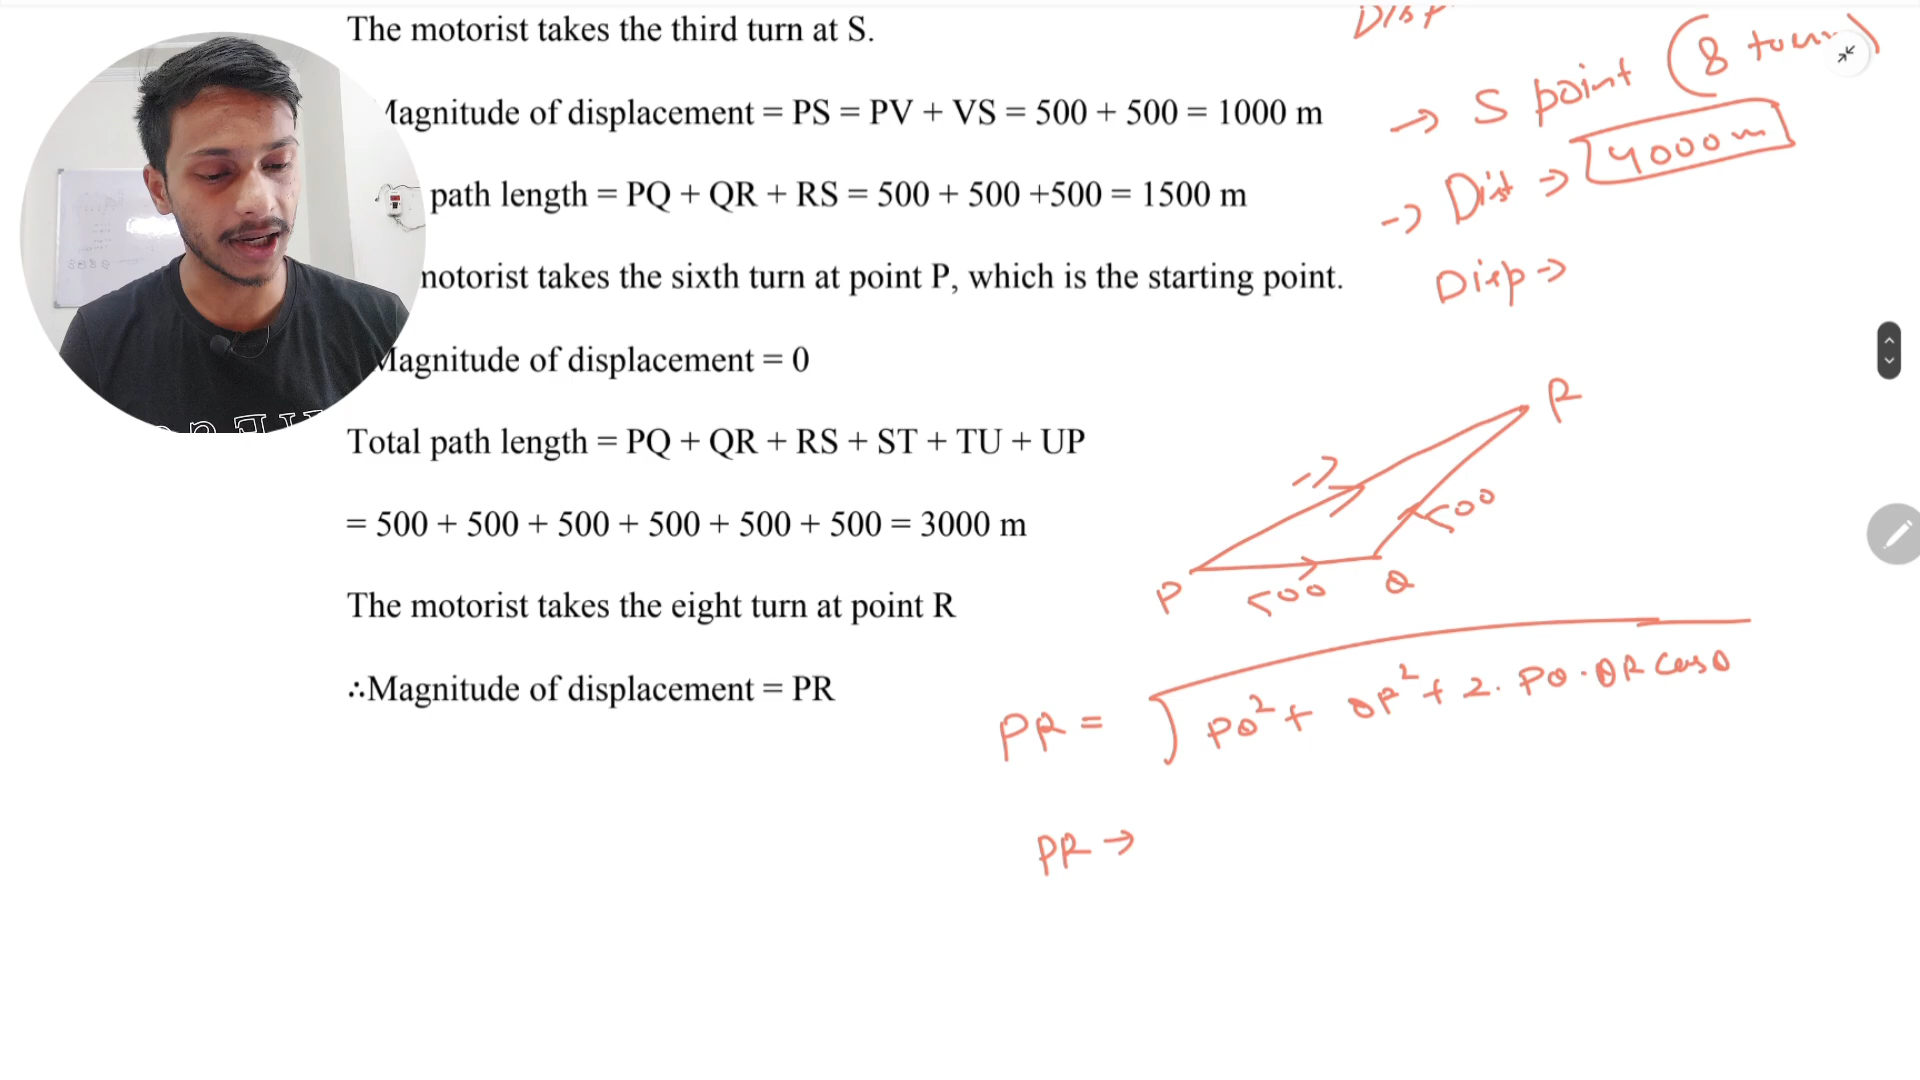 The motorist takes the third turn at S.
Magnitude of displacement = PS = PV + VS = 500 + 500 = 1000 m
path length = PQ + QR + RS = 500 + 500 +500 = 1500 m
motorist takes the sixth turn at point P, which is the starting point.
Magnitude of displacement = 0
Total path length = PQ + QR + RS + ST + TU + UP
= 500 + 500 + 500 + 500 + 500 + 500 = 3000 m
The motorist takes the eight turn at point R
∴Magnitude of displacement = PR
Disp
→ S point (8 turn)
→ Dist → 4000 m
Disp →
R
500
P
500
Q
PR = √PQ² + QR² + 2. PQ . QR Cos θ
PR →